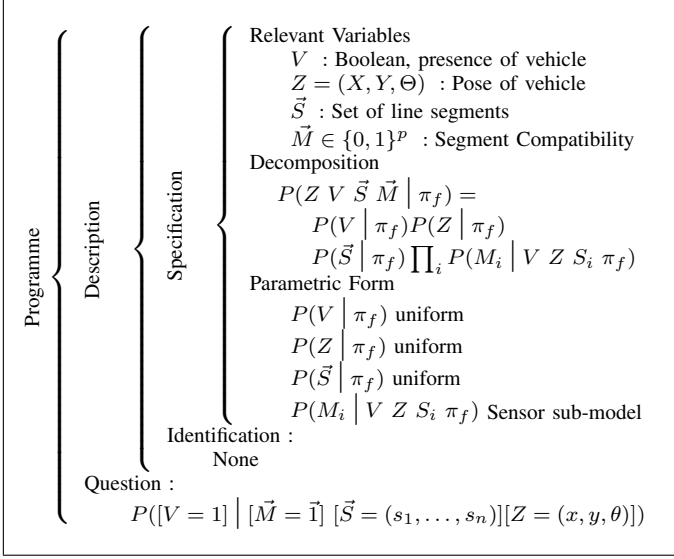 Programme
Description
Specification
Relevant Variables
V : Boolean, presence of vehicle
Z = (X, Y, Θ) : Pose of vehicle
S⃗ : Set of line segments
M⃗ ∈ {0, 1}^p : Segment Compatibility
Decomposition
P(Z V S⃗ M⃗ | π_f) =
P(V | π_f)P(Z | π_f)
P(S⃗ | π_f) ∏_i P(M_i | V Z S_i π_f)
Parametric Form
P(V | π_f) uniform
P(Z | π_f) uniform
P(S⃗ | π_f) uniform
P(M_i | V Z S_i π_f) Sensor sub-model
Identification :
None
Question :
P([V = 1] | [M⃗ = 1⃗] [S⃗ = (s_1, . . . , s_n)][Z = (x, y, θ)])